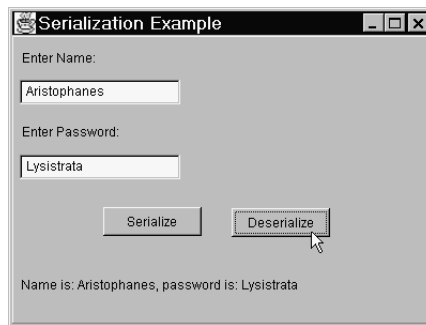 Serialization Example
Enter Name:
Aristophanes
Enter Password:
Lysistrata
Serialize Deserialize
Name is: Aristophanes, password is: Lysistrata